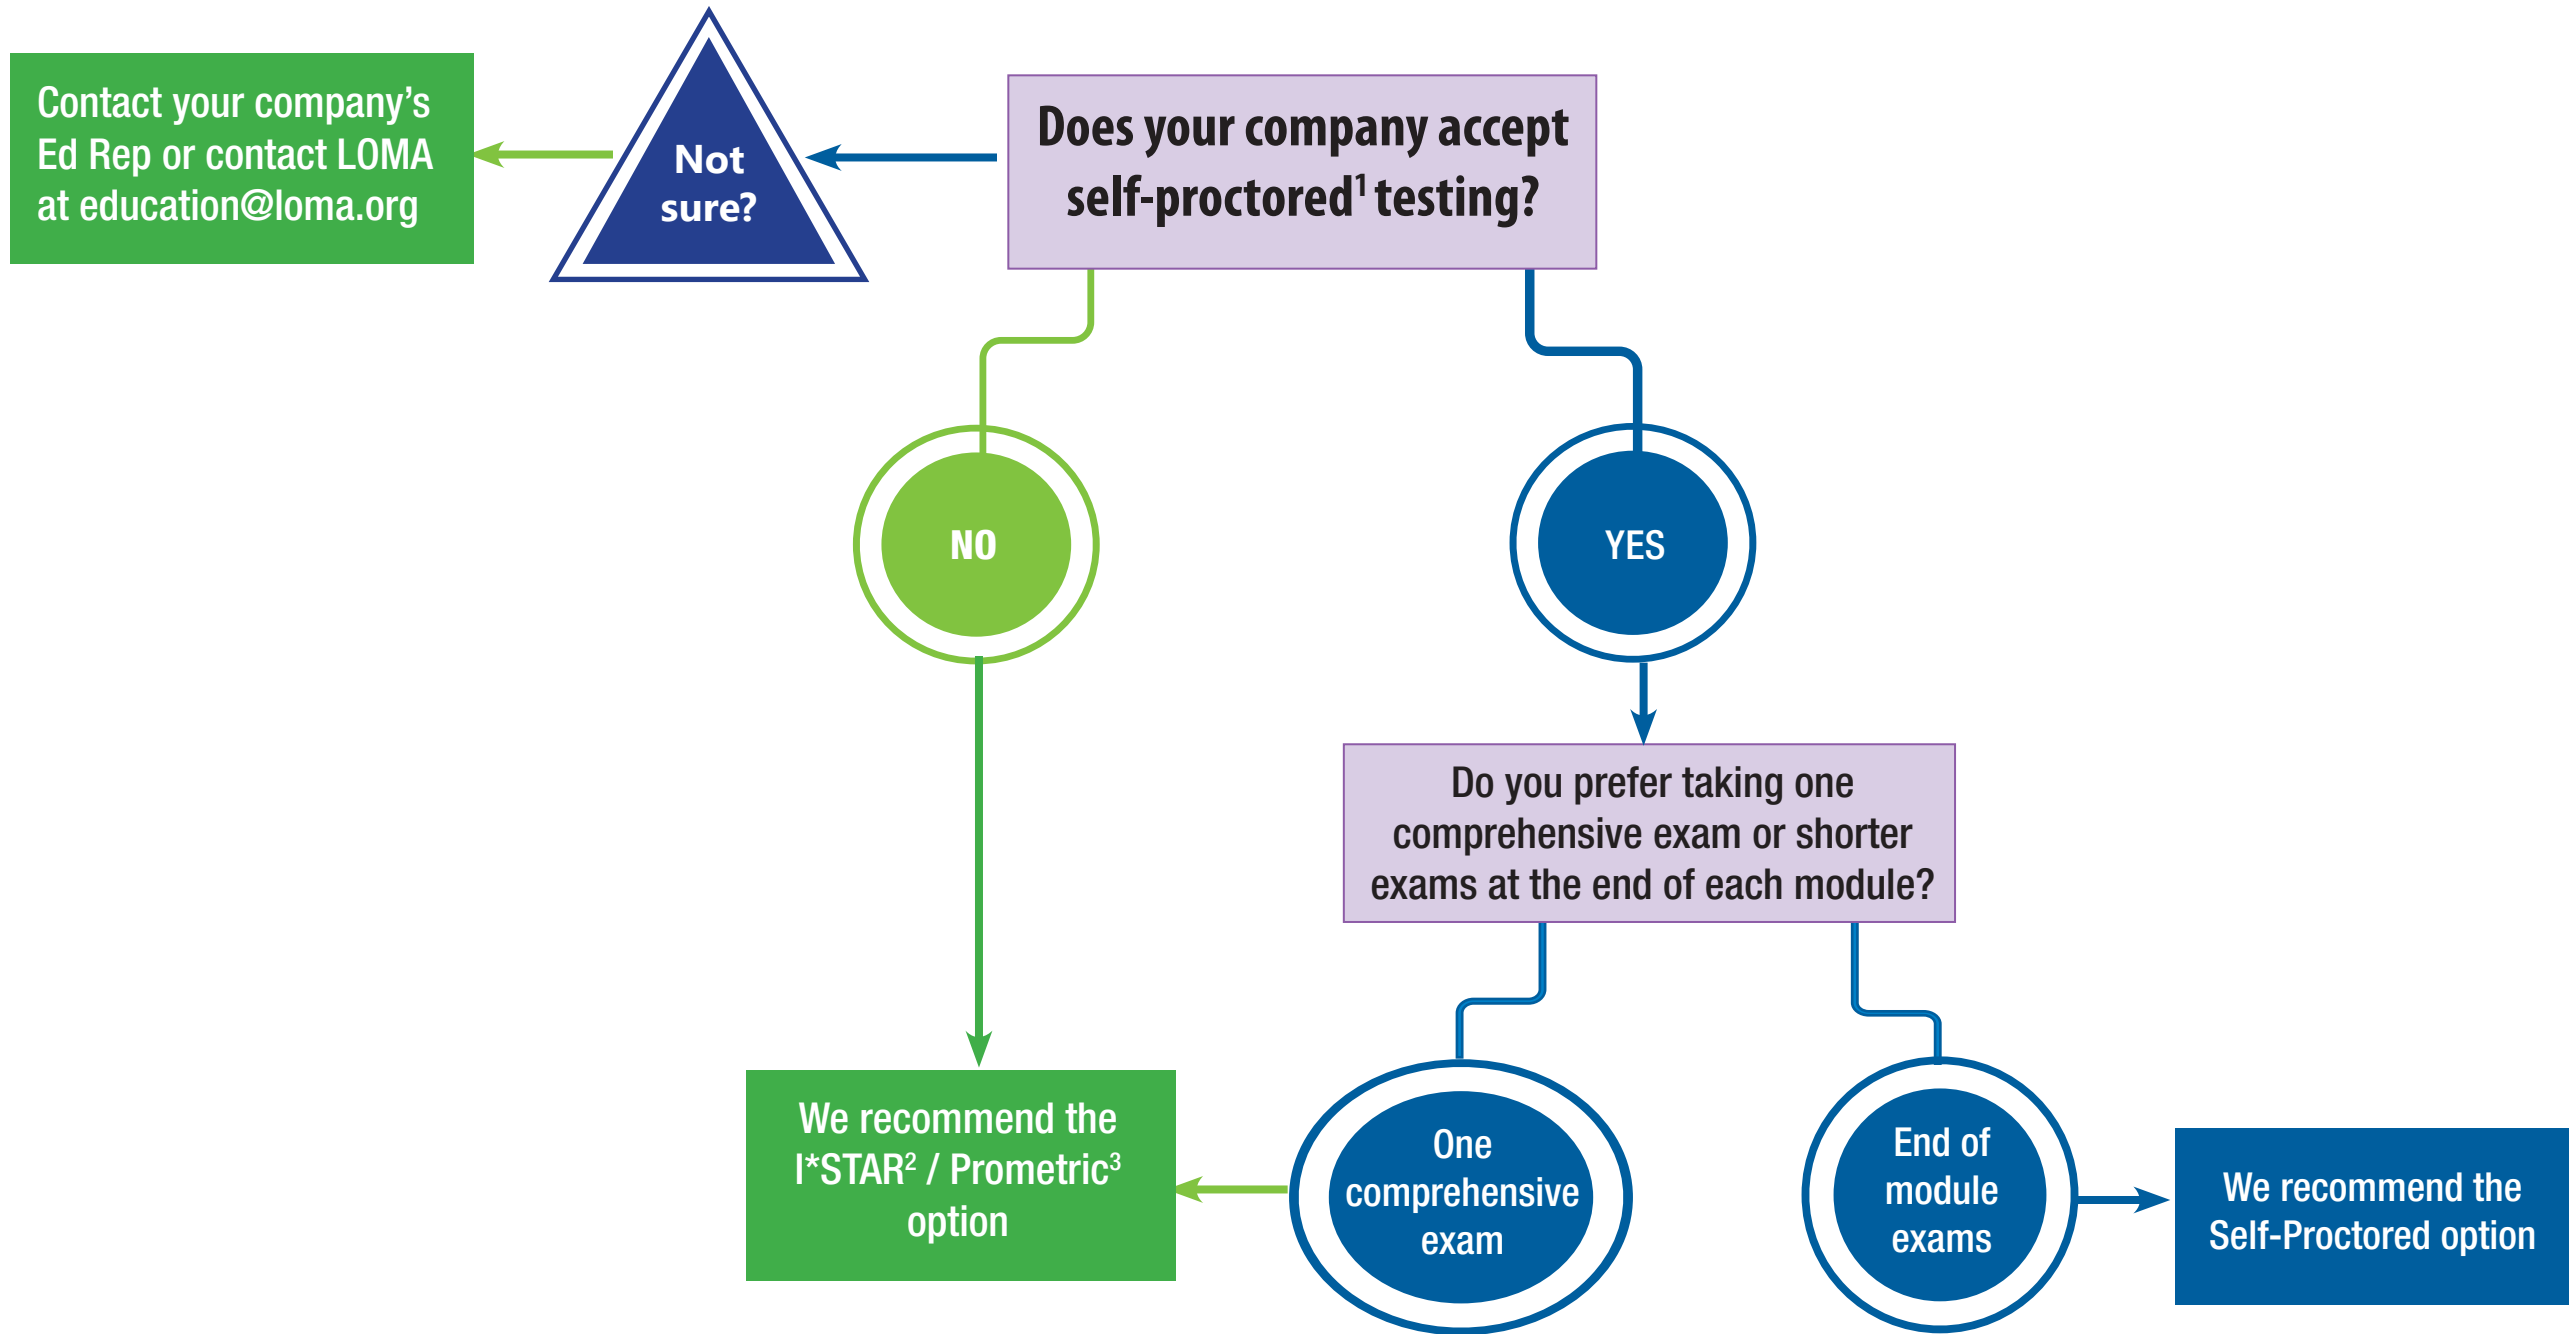 Contact your company’s
Ed Rep or contact LOMA
at education@loma.org
Not
sure?
Does your company accept
self-proctored¹ testing?
NO
YES
Do you prefer taking one
comprehensive exam or shorter
exams at the end of each module?
We recommend the
I*STAR² / Prometric³
option
One
comprehensive
exam
End of
module
exams
We recommend the
Self-Proctored option